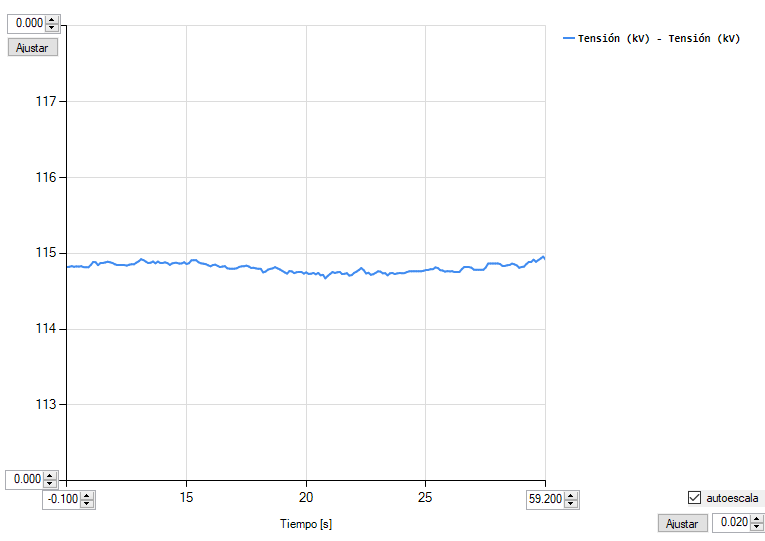 0.000
Ajustar
Tensión (kV) - Tensión (kV)
117
116
115
114
113
0.000
-0.100
15
20
25
59.200
Tiempo [s]
autoescala
Ajustar
0.020